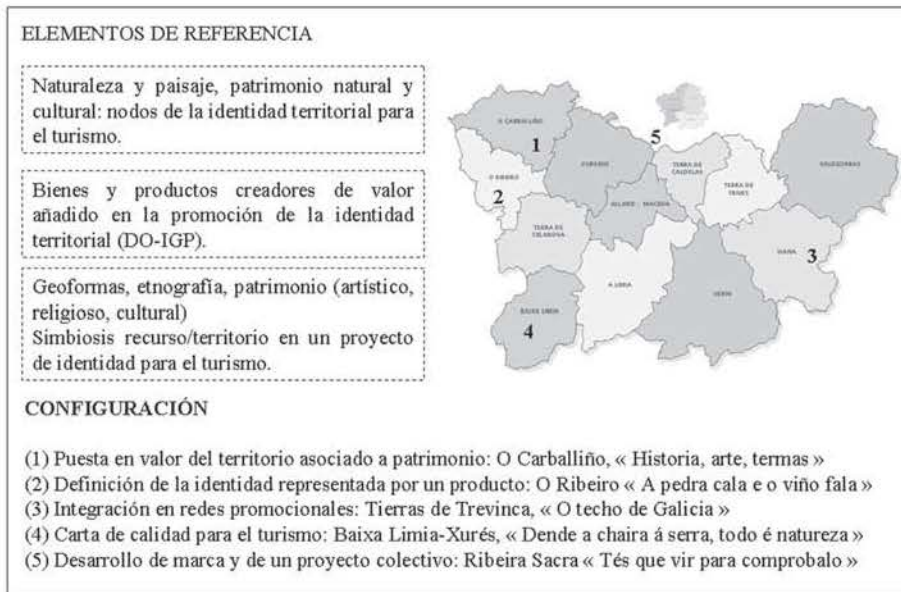 ELEMENTOS DE REFERENCIA
Naturaleza y paisaje, patrimonio natural y
cultural: nodos de la identidad territorial para
el turismo.
Bienes y productos creadores de valor
añadido en la promoción de la identidad
territorial (DO-IGP).
Geoformas, etnografía, patrimonio (artístico,
religioso, cultural)
Simbiosis recurso/territorio en un proyecto
de identidad para el turismo.
O CARBALLIÑO
1
5
OURENSE
TERRA DE
CALDELAS
VALDEORRAS
O RIBEIRO
2
TERRA DE
TRIVES
ALLARIZ - MACEDA
TERRA DE
CELANOVA
VIANA
3
A LIMIA
VERÍN
BAIXA LIMIA
4
CONFIGURACIÓN
(1) Puesta en valor del territorio asociado a patrimonio: O Carballiño, « Historia, arte, termas »
(2) Definición de la identidad representada por un producto: O Ribeiro « A pedra cala e o viño fala »
(3) Integración en redes promocionales: Tierras de Trevinca, « O techo de Galicia »
(4) Carta de calidad para el turismo: Baixa Limia-Xurés, « Dende a chaira á serra, todo é natureza »
(5) Desarrollo de marca y de un proyecto colectivo: Ribeira Sacra « Tés que vir para comprobalo »